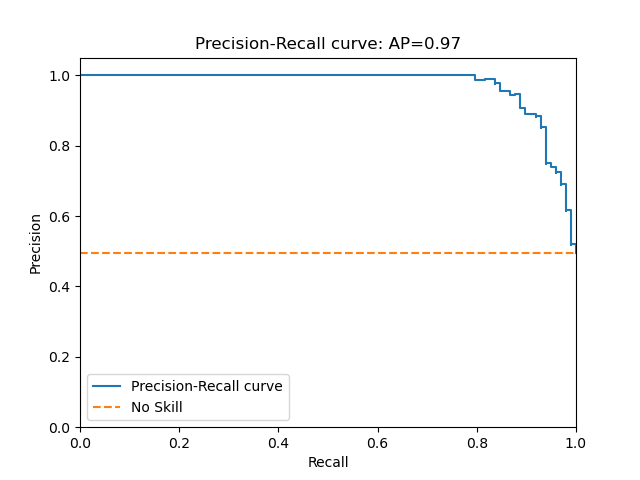 Precision-Recall curve: AP=0.97
1.0
0.8
0.6
0.4
0.2
0.0
Precision
Precision-Recall curve
No Skill
0.0 0.2 0.4 0.6 0.8 1.0
Recall